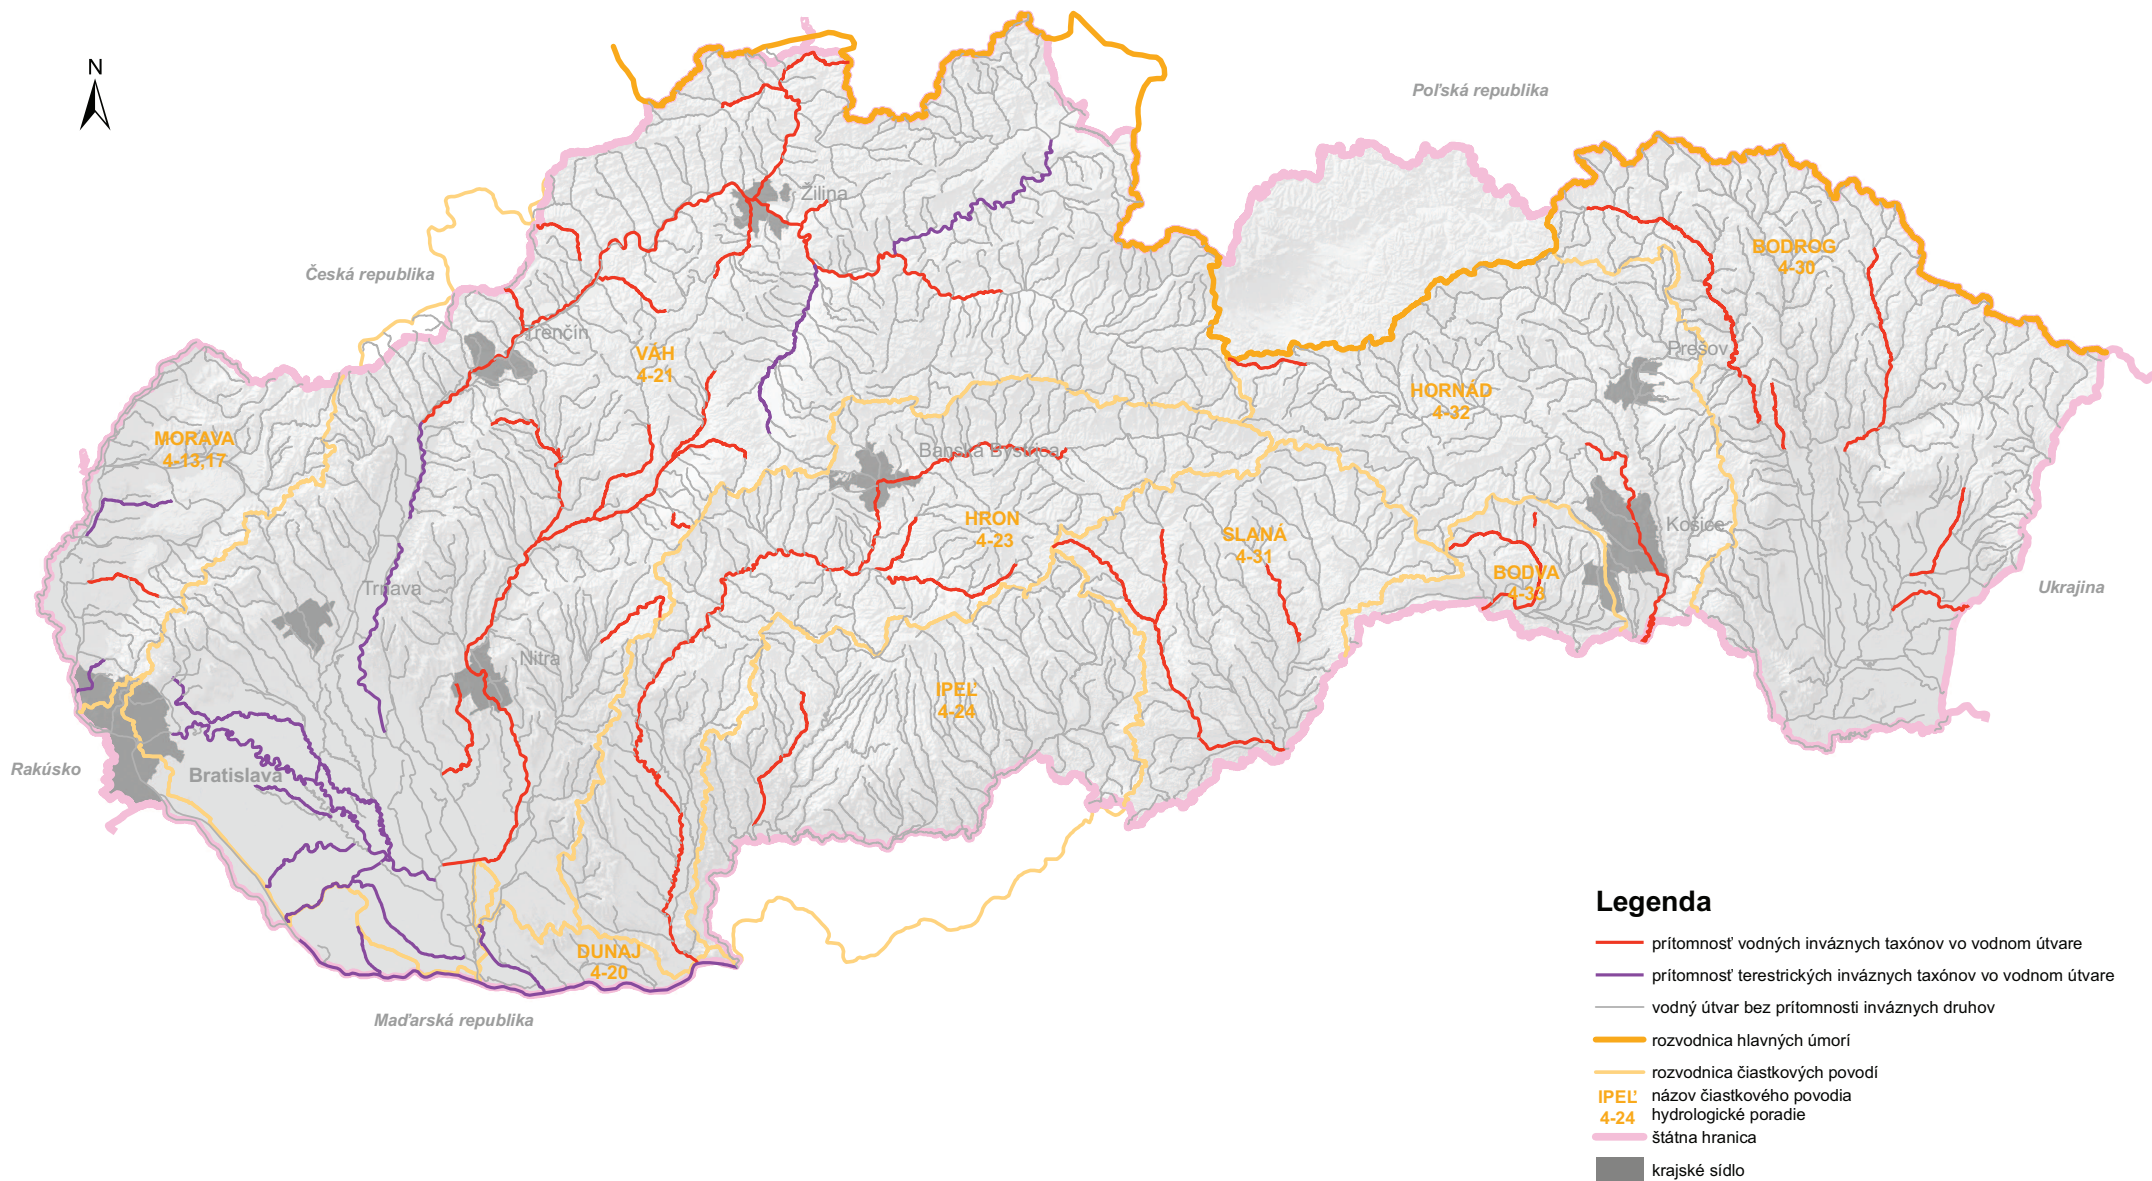 N
Poľská republika
Žilina
BODROG
4-30
Česká republika
Trenčín
VÁH
4-21
Prešov
HORNÁD
4-32
MORAVA
4-13,17
Banská Bystrica
HRON
4-23
SLANÁ
4-31
Košice
BODVA
4-33
Trnava
Ukrajina
Nitra
IPEĽ
4-24
Rakúsko
Bratislava
DUNAJ
4-20
Maďarská republika
Legenda
prítomnosť vodných inváznych taxónov vo vodnom útvare
prítomnosť terestrických inváznych taxónov vo vodnom útvare
vodný útvar bez prítomnosti inváznych druhov
rozvodnica hlavných úmorí
rozvodnica čiastkových povodí
IPEĽ názov čiastkového povodia
4-24 hydrologické poradie
štátna hranica
krajské sídlo